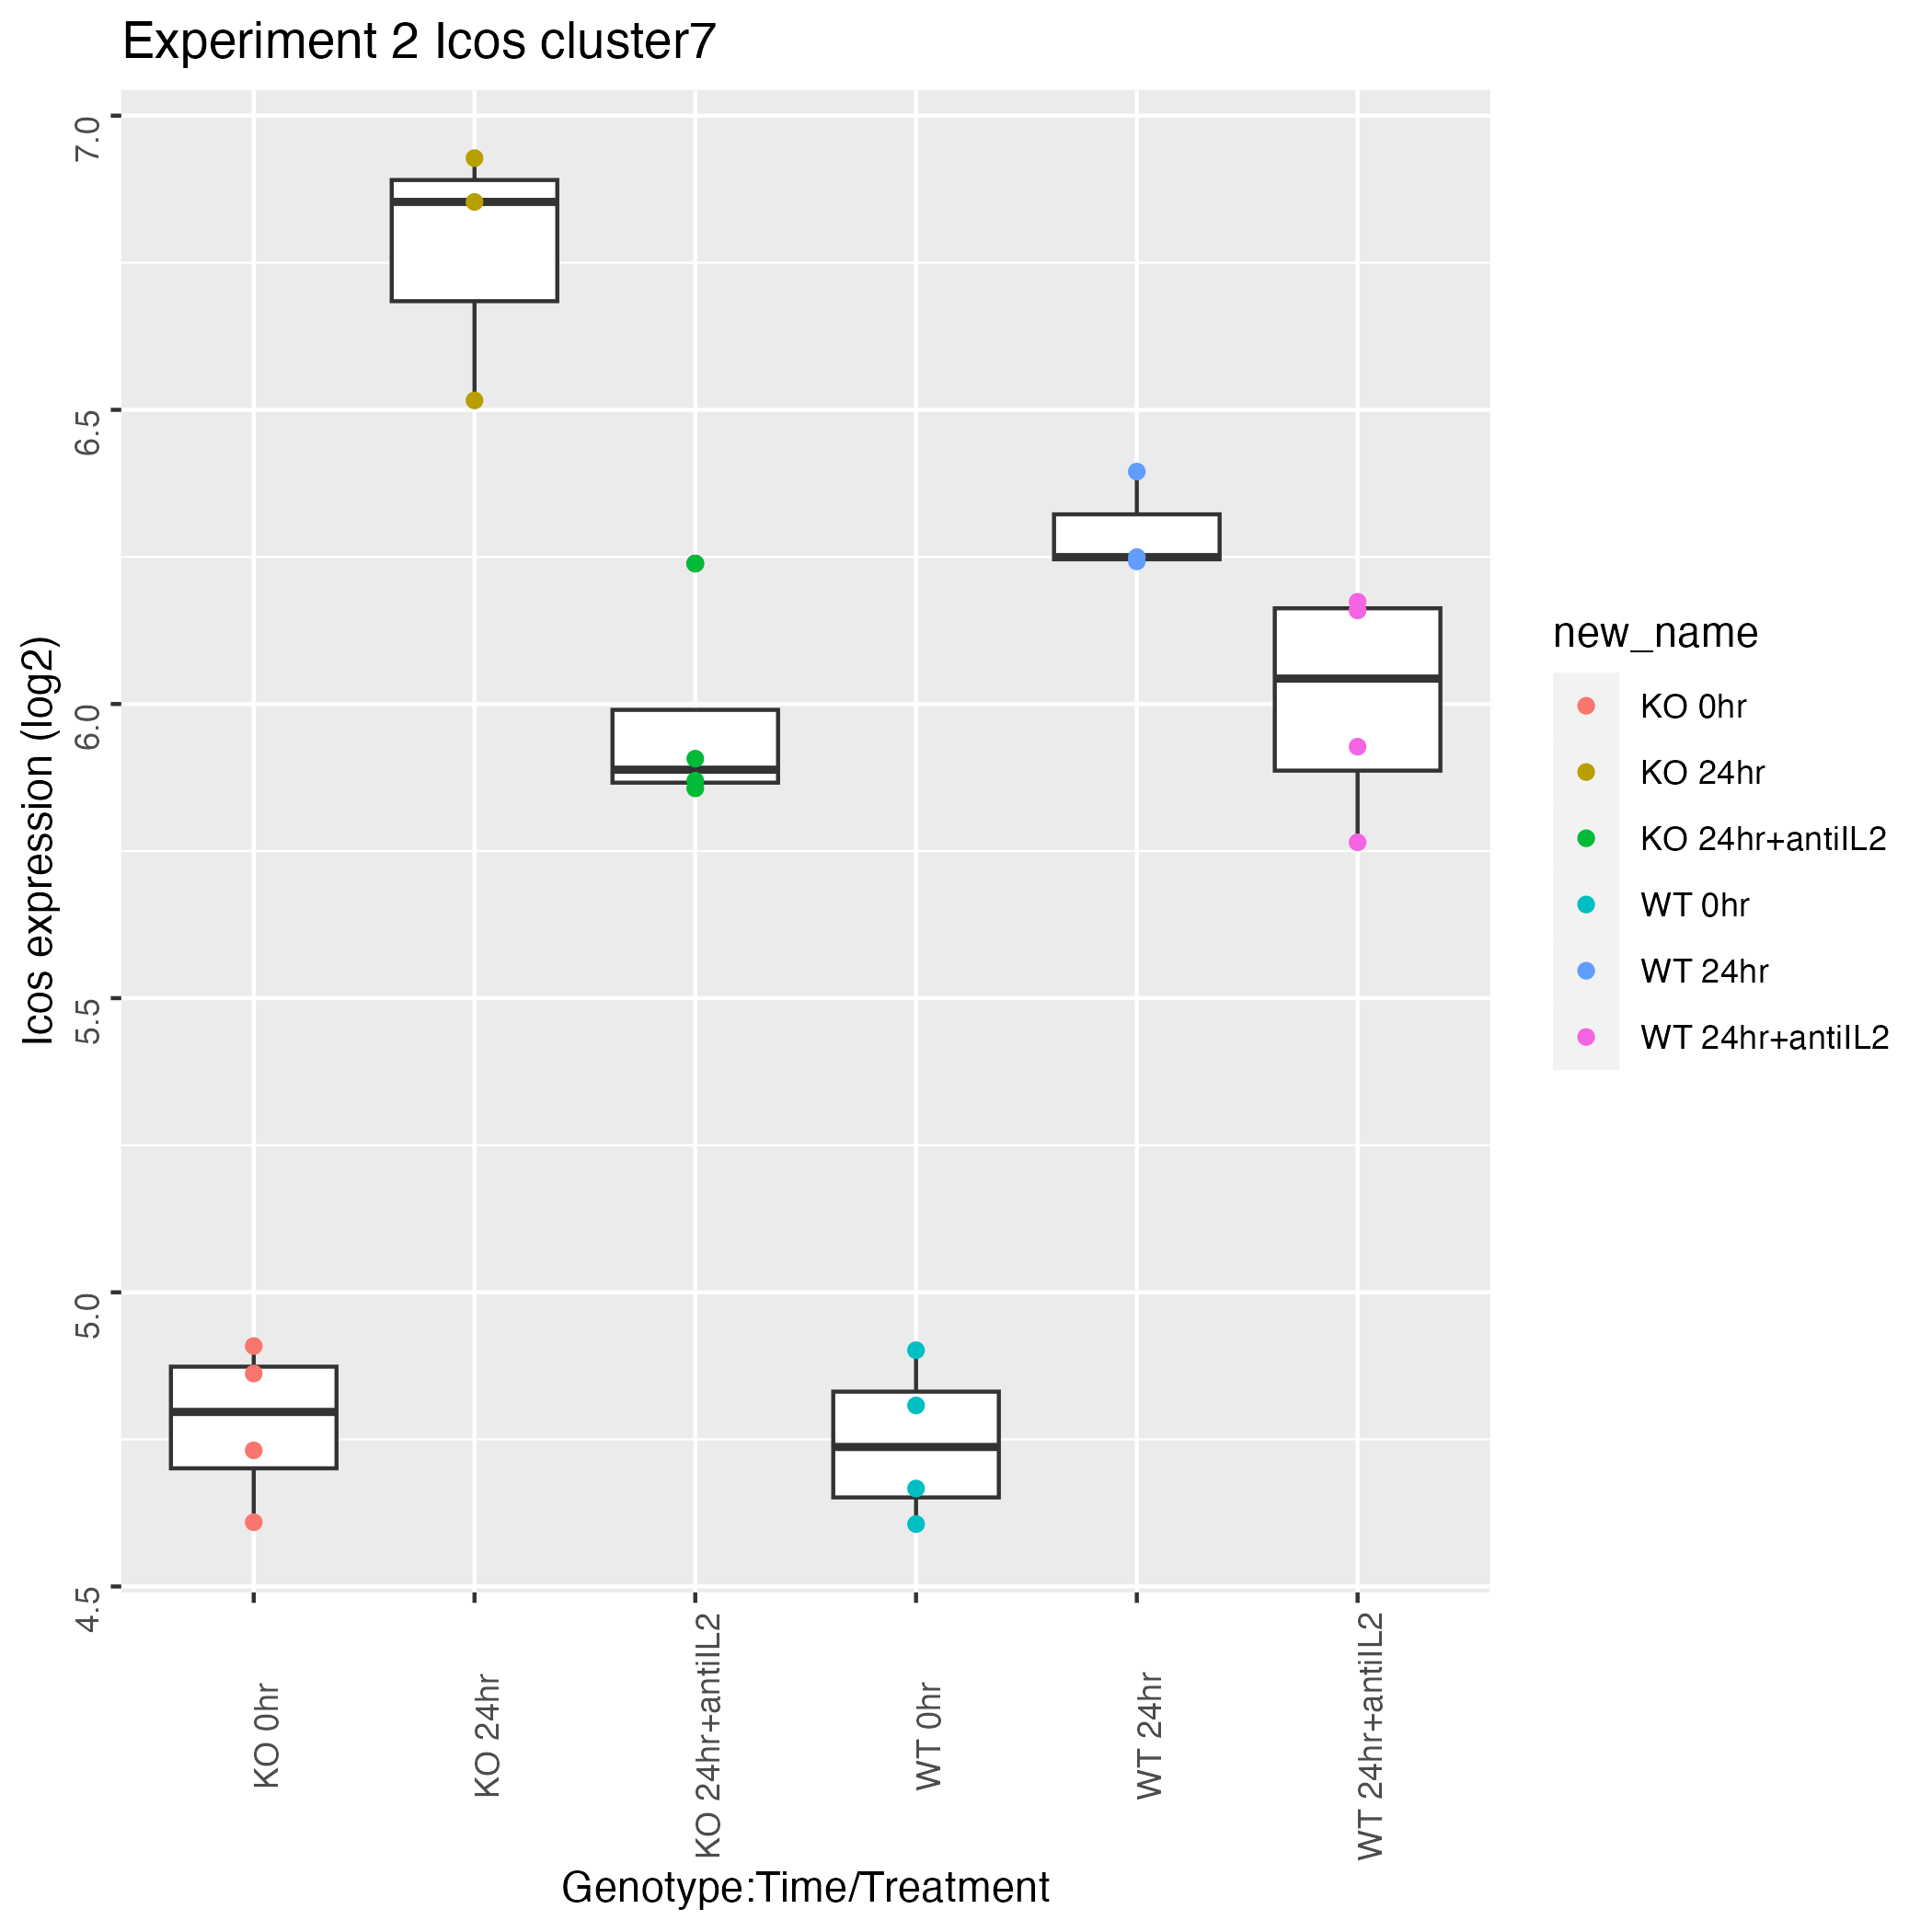 Experiment 2 Icos cluster7
Icos expression (log2)
7.0
6.5
6.0
5.5
5.0
4.5
KO 0hr
KO 24hr
KO 24hr+antiIL2
WT 0hr
WT 24hr
WT 24hr+antiIL2
Genotype:Time/Treatment
new_name
KO 0hr
KO 24hr
KO 24hr+antiIL2
WT 0hr
WT 24hr
WT 24hr+antiIL2